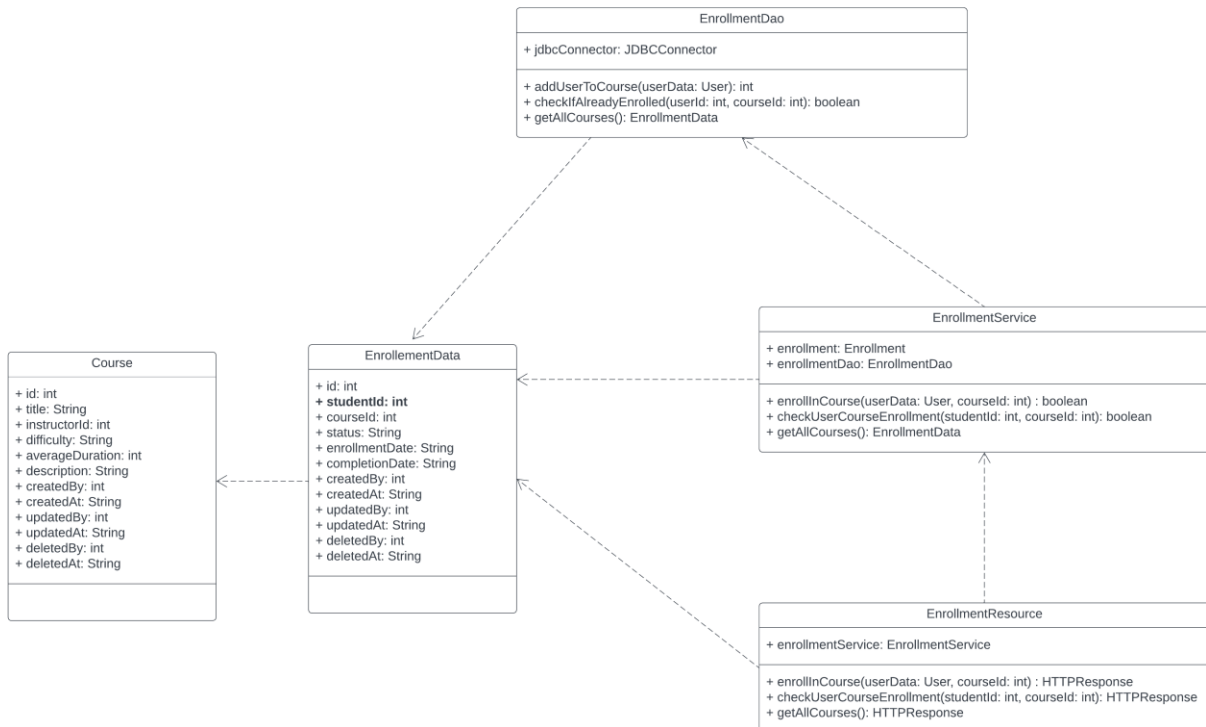 EnrollmentDao
+ jdbcConnector: JDBCConnector
+ addUserToCourse(userData: User): int
+ checkIfAlreadyEnrolled(userId: int, courseId: int): boolean
+ getAllCourses(): EnrollmentData
Course
+ id: int
+ title: String
+ instructorId: int
+ difficulty: String
+ averageDuration: int
+ description: String
+ createdBy: int
+ createdAt: String
+ updatedBy: int
+ updatedAt: String
+ deletedBy: int
+ deletedAt: String
EnrollementData
+ id: int
+ studentId: int
+ courseId: int
+ status: String
+ enrollmentDate: String
+ completionDate: String
+ createdBy: int
+ createdAt: String
+ updatedBy: int
+ updatedAt: String
+ deletedBy: int
+ deletedAt: String
EnrollmentService
+ enrollment: Enrollment
+ enrollmentDao: EnrollmentDao
+ enrollInCourse(userData: User, courseId: int) : boolean
+ checkUserCourseEnrollment(studentId: int, courseId: int): boolean
+ getAllCourses(): EnrollmentData
EnrollmentResource
+ enrollmentService: EnrollmentService
+ enrollInCourse(userData: User, courseId: int) : HTTPResponse
+ checkUserCourseEnrollment(studentId: int, courseId: int): HTTPResponse
+ getAllCourses(): HTTPResponse